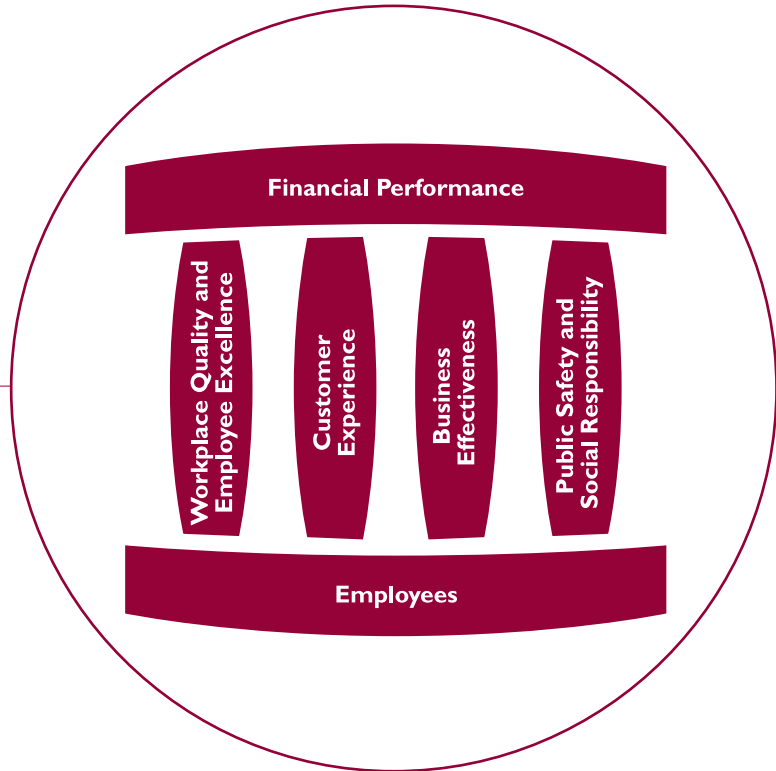 Financial Performance
Workplace Quality and
Employee Excellence
Customer
Experience
Business
Effectiveness
Public Safety and
Social Responsibility
Employees